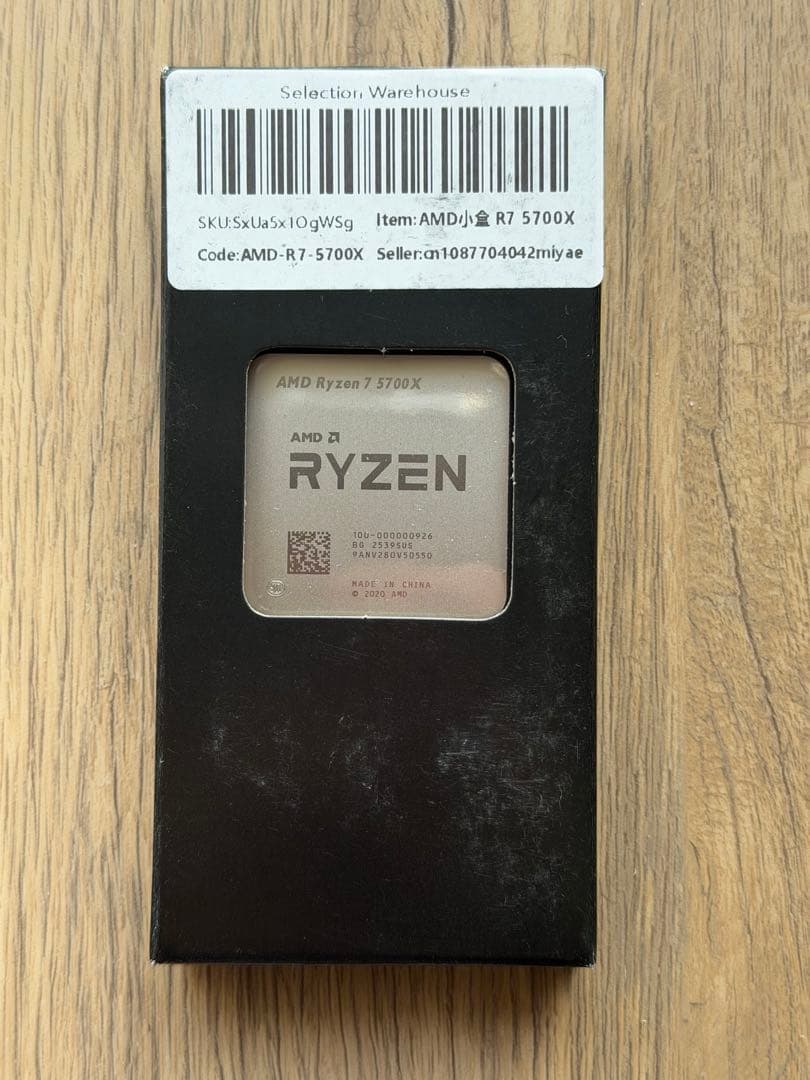 Selection Warehouse
SKU:SxUa5x1OgWSg Item:AMD小盒 R7 5700X
Code:AMD-R7-5700X Seller:cn1087704042miyae
AMD Ryzen 7 5700X
AMD
RYZEN
100-000000926
BG 2539SUS
9ANV280V50550
MADE IN CHINA
© 2020 AMD